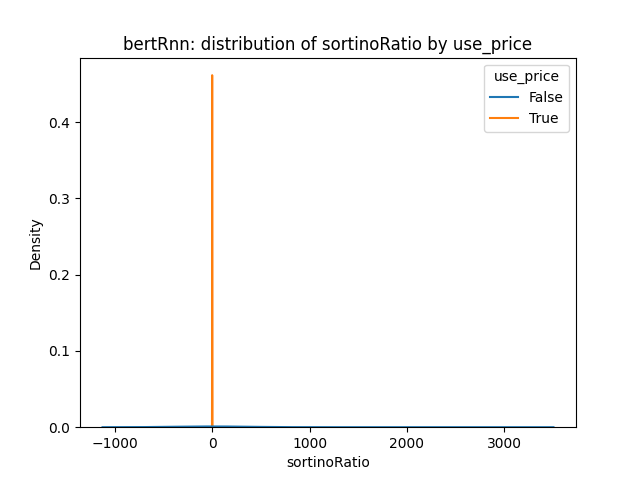 bertRnn: distribution of sortinoRatio by use_price
use_price
False
True
Density
0.4
0.3
0.2
0.1
0.0
−1000
0
1000
2000
3000
sortinoRatio